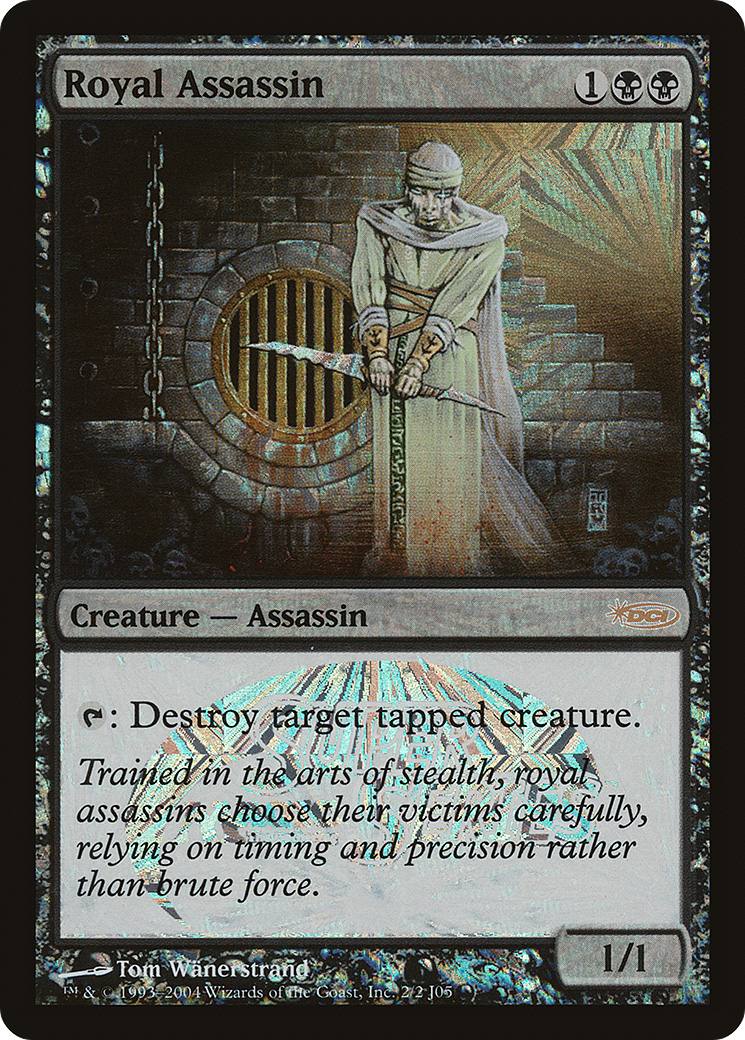 Royal Assassin
1
Creature — Assassin
DCI
: Destroy target tapped creature.
Trained in the arts of stealth, royal
assassins choose their victims carefully,
relying on timing and precision rather
than brute force.
1/1
Tom Wänerstrand
™ & © 1993–2004 Wizards of the Coast, Inc. 2/2 J05